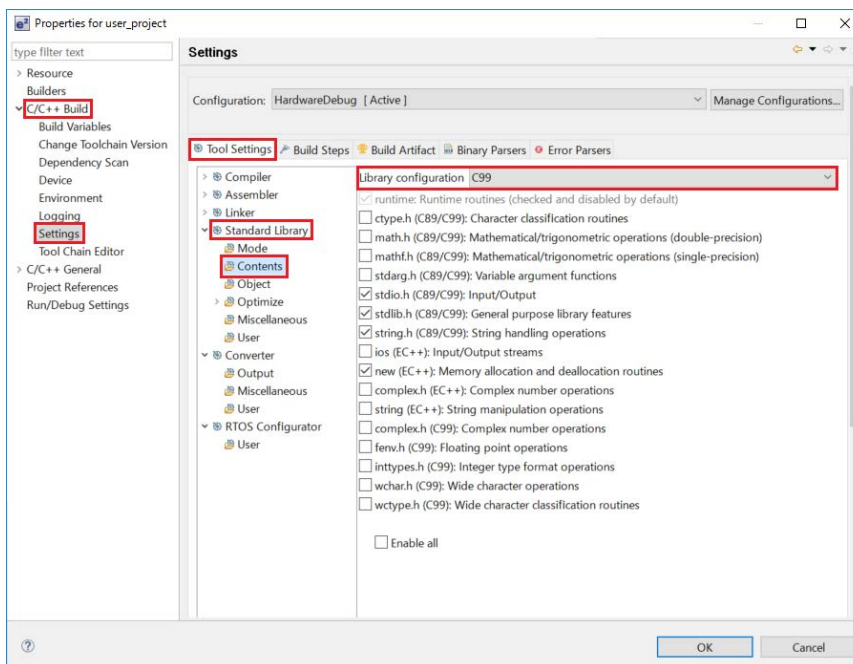 e² Properties for user_project
type filter text
Settings
Resource
Builders
C/C++ Build
Build Variables
Change Toolchain Version
Dependency Scan
Device
Environment
Logging
Settings
Tool Chain Editor
C/C++ General
Project References
Run/Debug Settings
Configuration: HardwareDebug [ Active ] Manage Configurations...
Tool Settings Build Steps Build Artifact Binary Parsers Error Parsers
Compiler
Assembler
Linker
Standard Library
Mode
Contents
Object
Optimize
Miscellaneous
User
Converter
Output
Miscellaneous
User
RTOS Configurator
User
Library configuration C99
runtime: Runtime routines (checked and disabled by default)
ctype.h (C89/C99): Character classification routines
math.h (C89/C99): Mathematical/trigonometric operations (double-precision)
mathf.h (C89/C99): Mathematical/trigonometric operations (single-precision)
stdarg.h (C89/C99): Variable argument functions
stdio.h (C89/C99): Input/Output
stdlib.h (C89/C99): General purpose library features
string.h (C89/C99): String handling operations
ios (EC++): Input/Output streams
new (EC++): Memory allocation and deallocation routines
complex.h (EC++): Complex number operations
string (EC++): String manipulation operations
complex.h (C99): Complex number operations
fenv.h (C99): Floating point operations
inttypes.h (C99): Integer type format operations
wchar.h (C99): Wide character operations
wctype.h (C99): Wide character classification routines
Enable all
OK Cancel